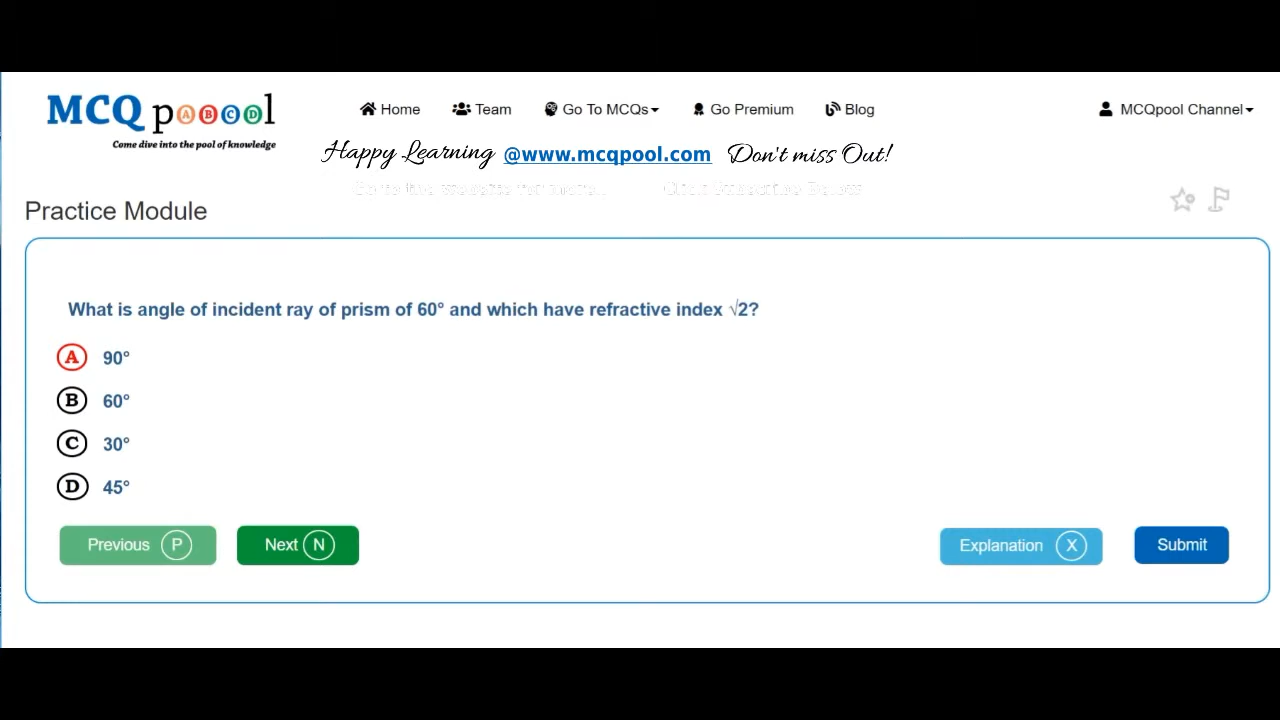 MCQ pooool
Come dive into the pool of knowledge
Home Team Go To MCQs Go Premium Blog MCQpool Channel
Happy Learning @www.mcqpool.com Don't miss Out!
Practice Module
What is angle of incident ray of prism of 60° and which have refractive index √2?
A 90°
B 60°
C 30°
D 45°
Previous P Next N Explanation X Submit